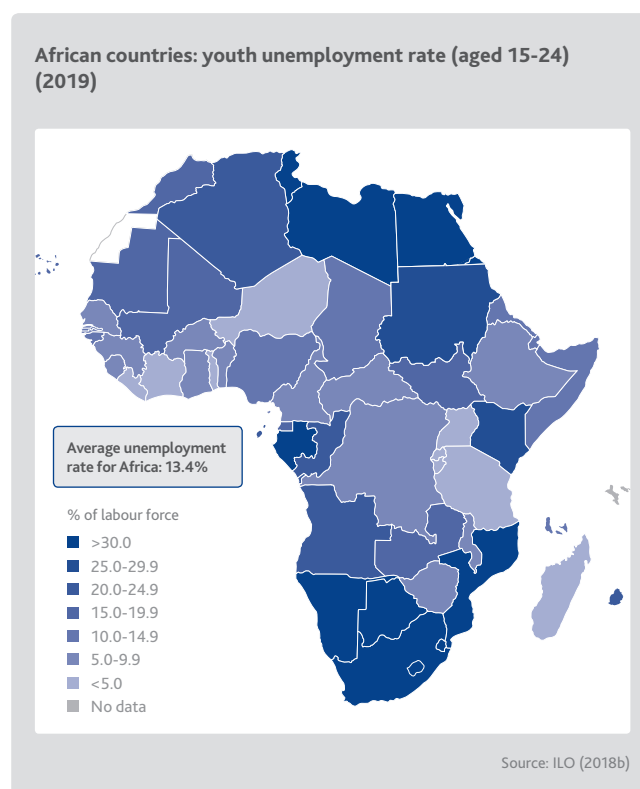 African countries: youth unemployment rate (aged 15-24)
(2019)
Average unemployment
rate for Africa: 13.4%
% of labour force
>30.0
25.0-29.9
20.0-24.9
15.0-19.9
10.0-14.9
5.0-9.9
<5.0
No data
Source: ILO (2018b)